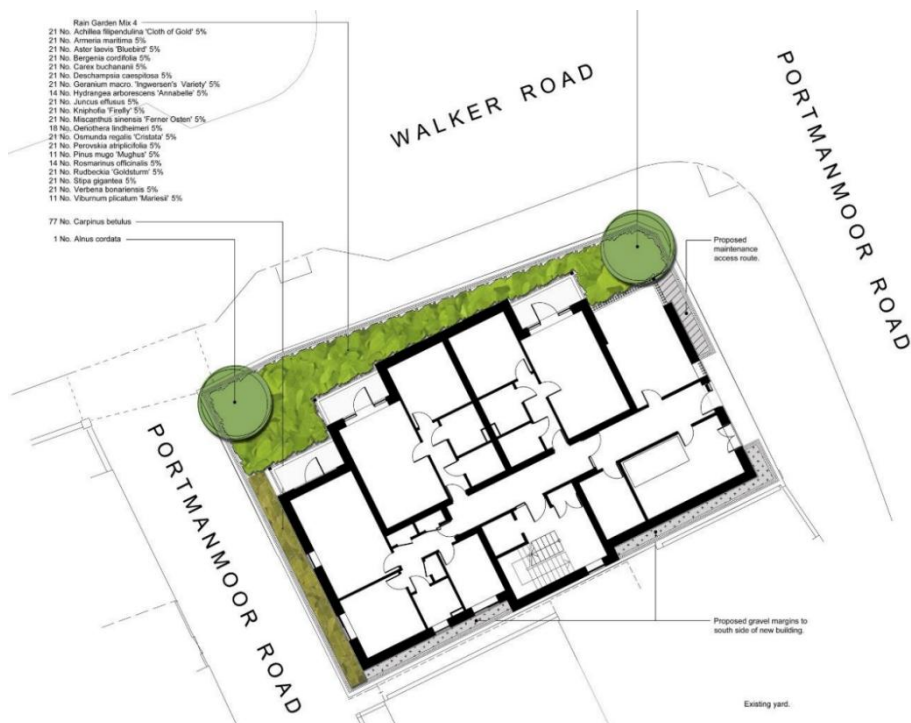 Rain Garden Mix 4
21 No. Achillea filipendulina 'Cloth of Gold' 5%
21 No. Armeria maritima 5%
21 No. Aster laevis 'Bluebird' 5%
21 No. Bergenia cordifolia 5%
21 No. Carex buchananii 5%
21 No. Deschampsia caespitosa 5%
21 No. Geranium macro. 'Ingwersen's Variety' 5%
14 No. Hydrangea arborescens 'Annabelle' 5%
21 No. Juncus effusus 5%
21 No. Kniphofia 'Firefly' 5%
21 No. Miscanthus sinensis 'Ferner Osten' 5%
18 No. Oenothera lindheimeri 5%
21 No. Osmunda regalis 'Cristata' 5%
21 No. Perovskia atriplicifolia 5%
11 No. Pinus mugo 'Mughus' 5%
14 No. Rosmarinus officinalis 5%
21 No. Rudbeckia 'Goldsturm' 5%
21 No. Stipa gigantea 5%
21 No. Verbena bonariensis 5%
11 No. Viburnum plicatum 'Mariesii' 5%
77 No. Carpinus betulus
1 No. Alnus cordata
WALKER ROAD
PORTMANMOOR ROAD
Proposed
maintenance
access route.
PORTMANMOOR ROAD
Proposed gravel margins to
south side of new building.
Existing yard.